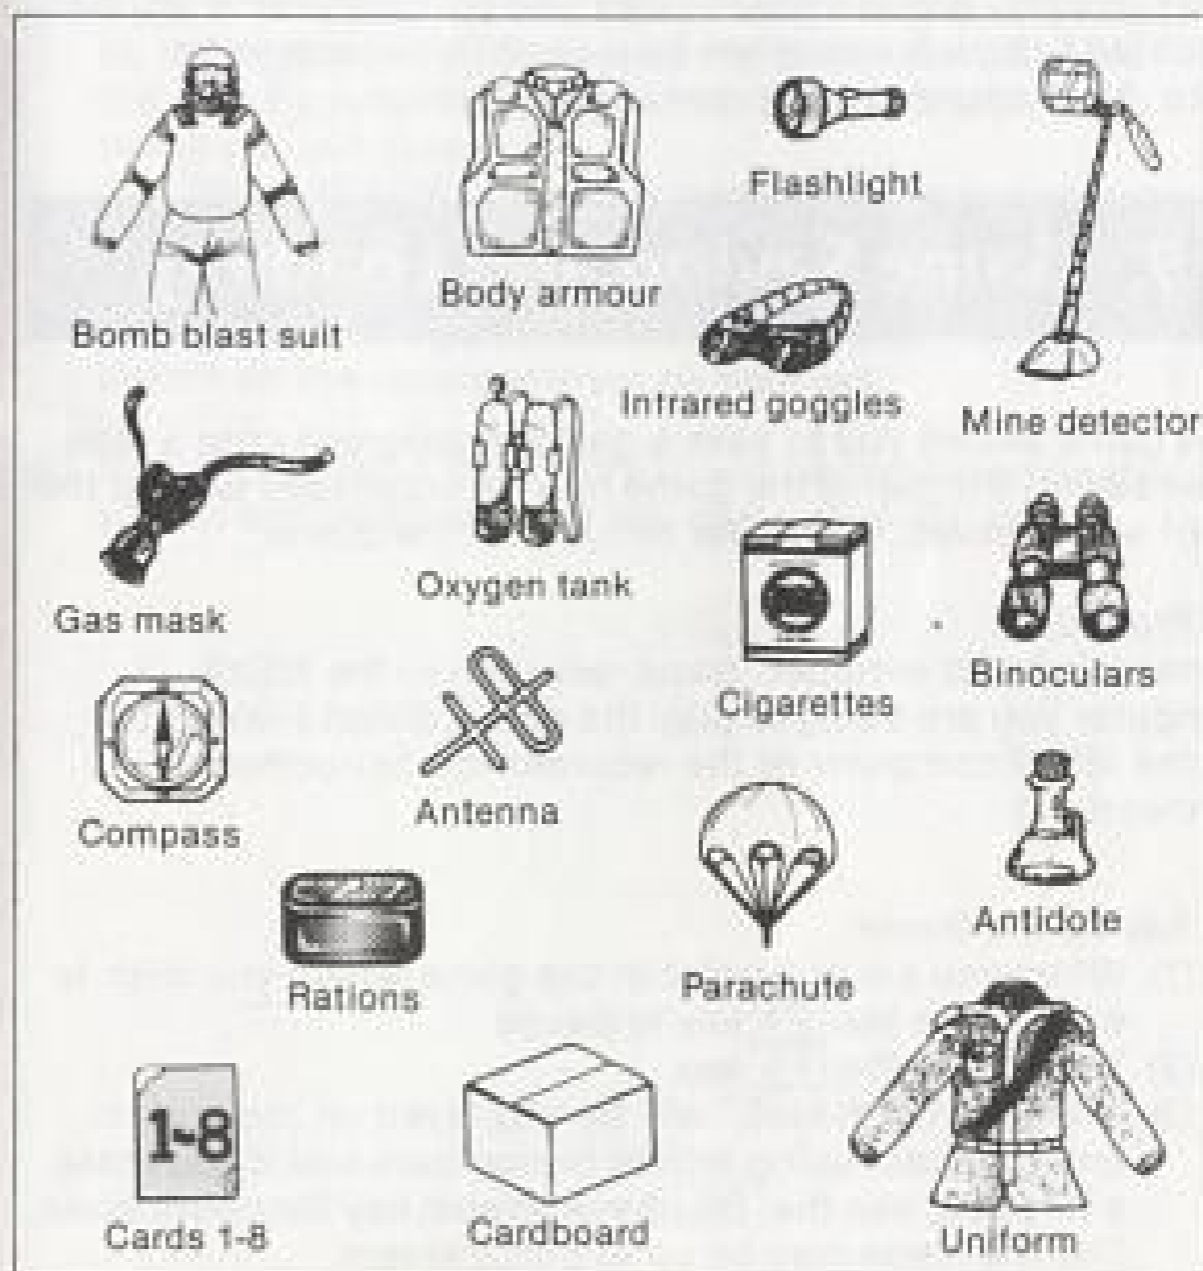 Flashlight
Body armour
Bomb blast suit
Infrared goggles
Mine detector
2
Oxygen tank
Gas mask
Binoculars
Cigarettes
Antenna
Compass
Antidote
Parachute
Rations
1-8
Cards 1-8
Cardboard
Uniform